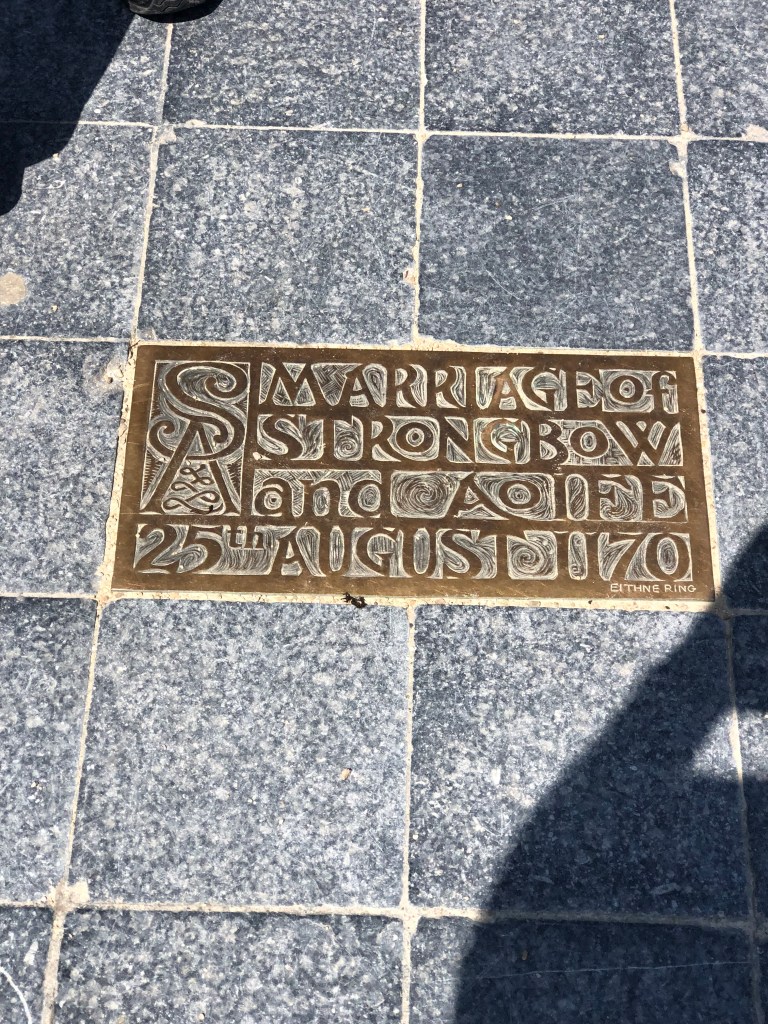 SA
MARRIAGE of
STRONGBOW
and AOIFE
25th AUGUST 1170
EITHNE RING